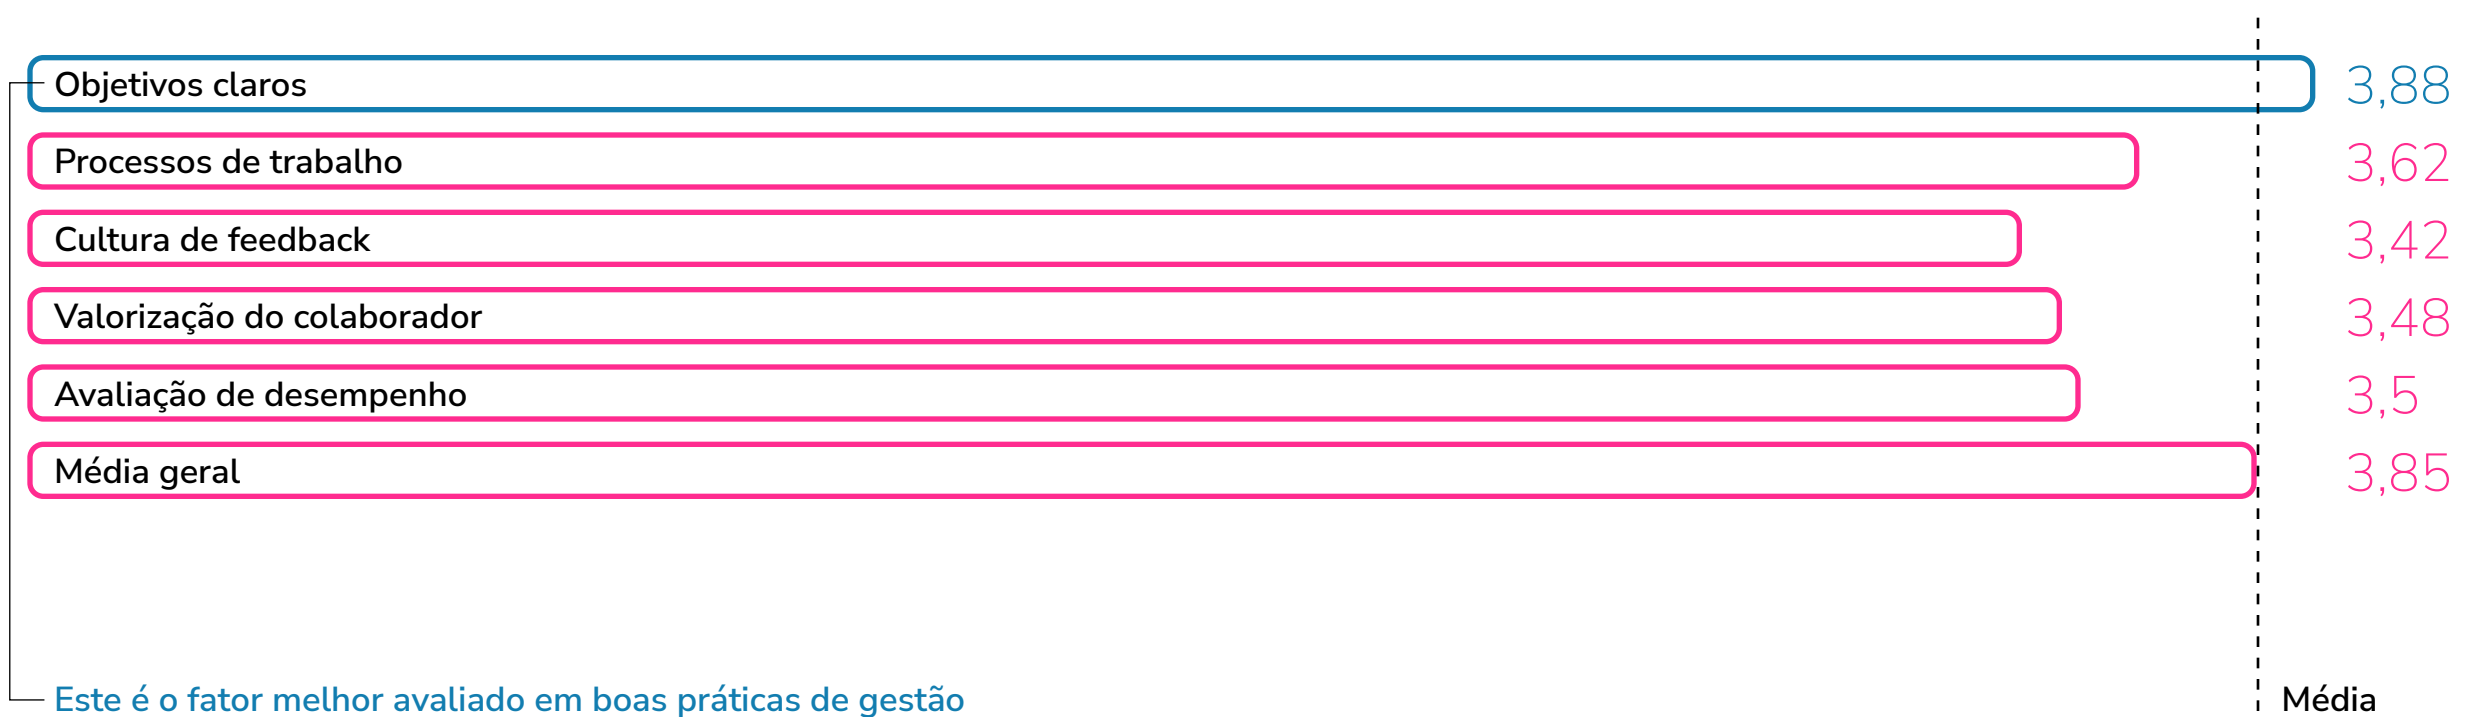 Objetivos claros 3,88
Processos de trabalho 3,62
Cultura de feedback 3,42
Valorização do colaborador 3,48
Avaliação de desempenho 3,5
Média geral 3,85
Este é o fator melhor avaliado em boas práticas de gestão
Média